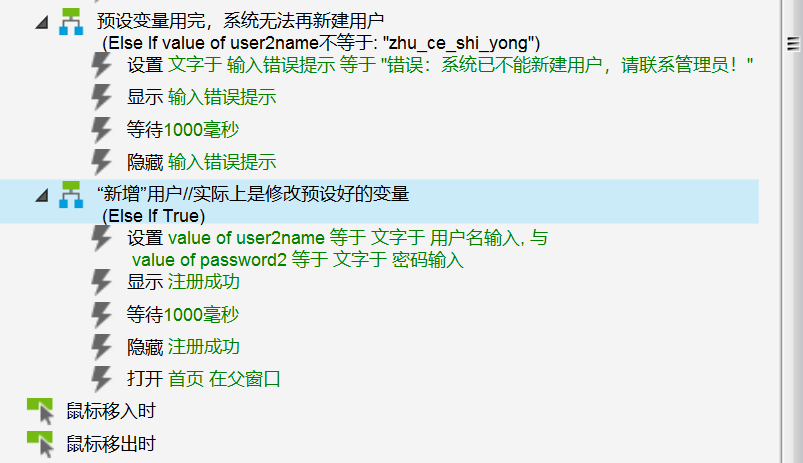 预设变量用完，系统无法再新建用户
(Else If value of user2name不等于: "zhu_ce_shi_yong")
设置 文字于 输入错误提示 等于 "错误：系统已不能新建用户，请联系管理员！"
显示 输入错误提示
等待1000毫秒
隐藏 输入错误提示
“新增”用户//实际上是修改预设好的变量
(Else If True)
设置 value of user2name 等于 文字于 用户名输入, 与
value of password2 等于 文字于 密码输入
显示 注册成功
等待1000毫秒
隐藏 注册成功
打开 首页 在父窗口
鼠标移入时
鼠标移出时